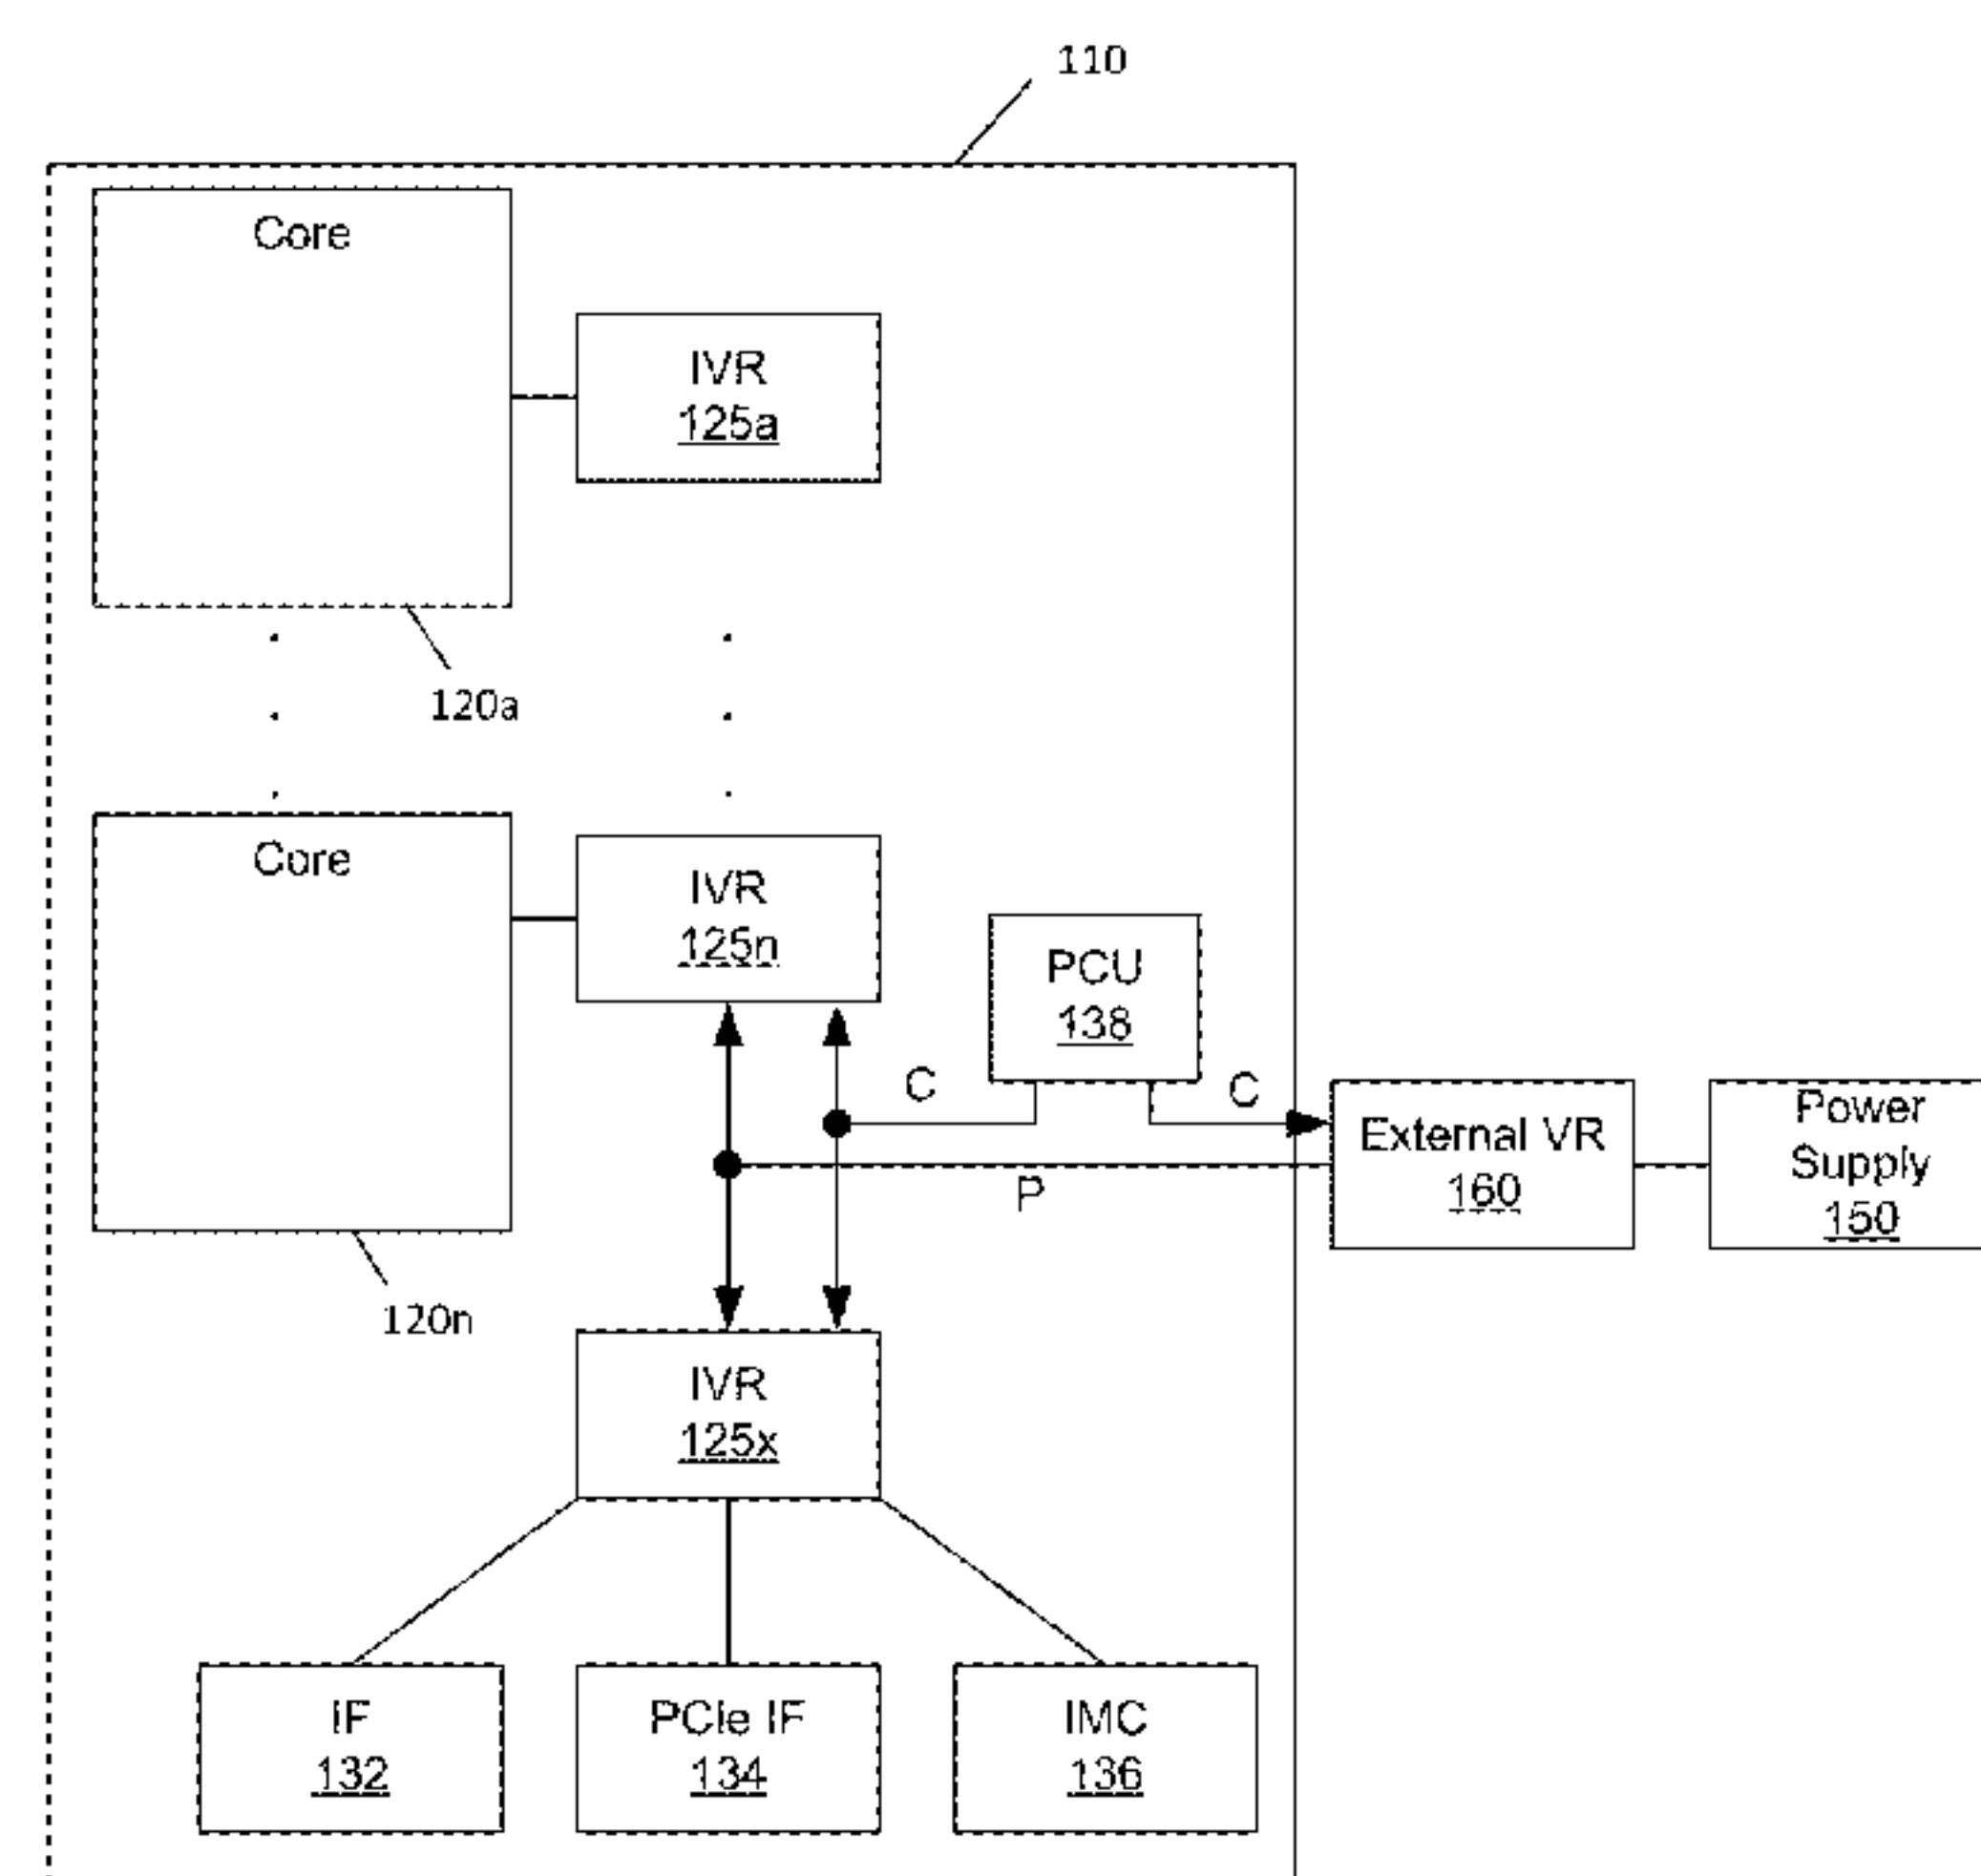 110
Core
IVR
125a
120a
Core
IVR
125n
PCU
138
C
C
External VR
160
Power
Supply
150
P
120n
IVR
125x
IF
132
PCIe IF
134
IMC
136